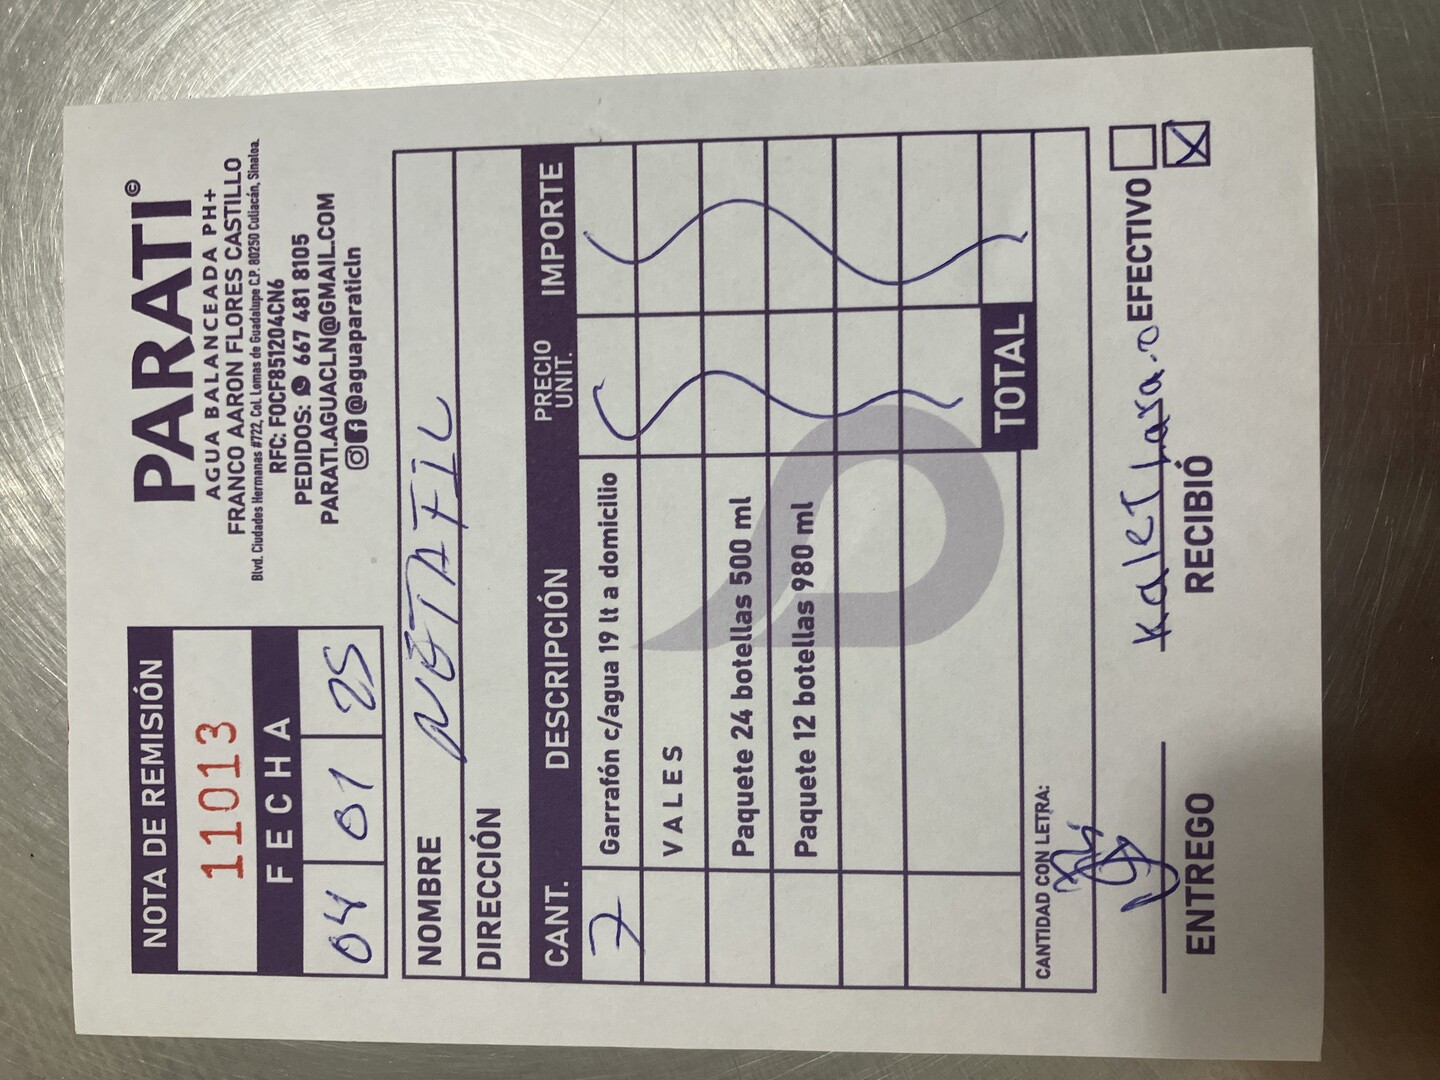 NOTA DE REMISIÓN
11013
FECHA
04 01 25
PARATI©
AGUA BALANCEADA PH+
FRANCO AARON FLORES CASTILLO
Blvd. Ciudades Hermanas #722, Col. Lomas de Guadalupe C.P. 80250 Culiacán, Sinaloa.
RFC: FOCF851204CN6
PEDIDOS: 667 481 8105
PARATI.AGUACLN@GMAIL.COM
@aguaparaticln
NOMBRE
DIRECCIÓN
CANT. DESCRIPCIÓN PRECIO UNIT. IMPORTE
7 Garrafón c/agua 19 lt a domicilio
VALES
Paquete 24 botellas 500 ml
Paquete 12 botellas 980 ml
TOTAL
CANTIDAD CON LETRA:
Kalet EFECTIVO
ENTREGO RECIBIÓ